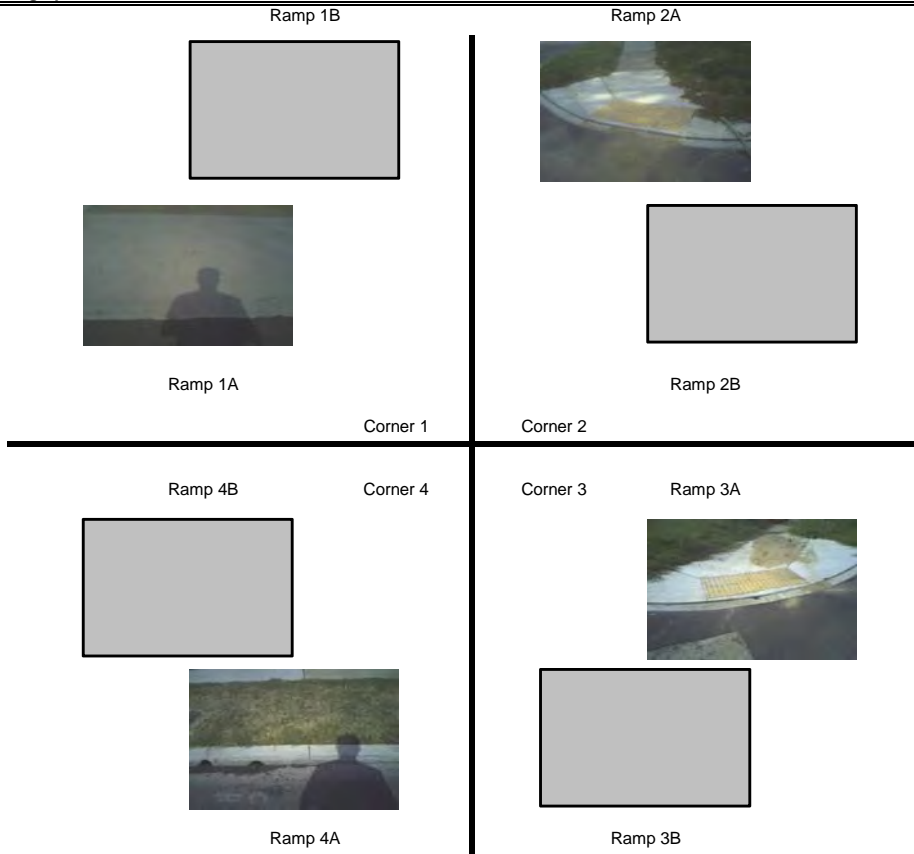 Ramp 1B
Ramp 2A
Ramp 1A
Ramp 2B
Corner 1
Corner 2
Ramp 4B
Corner 4
Corner 3
Ramp 3A
Ramp 4A
Ramp 3B